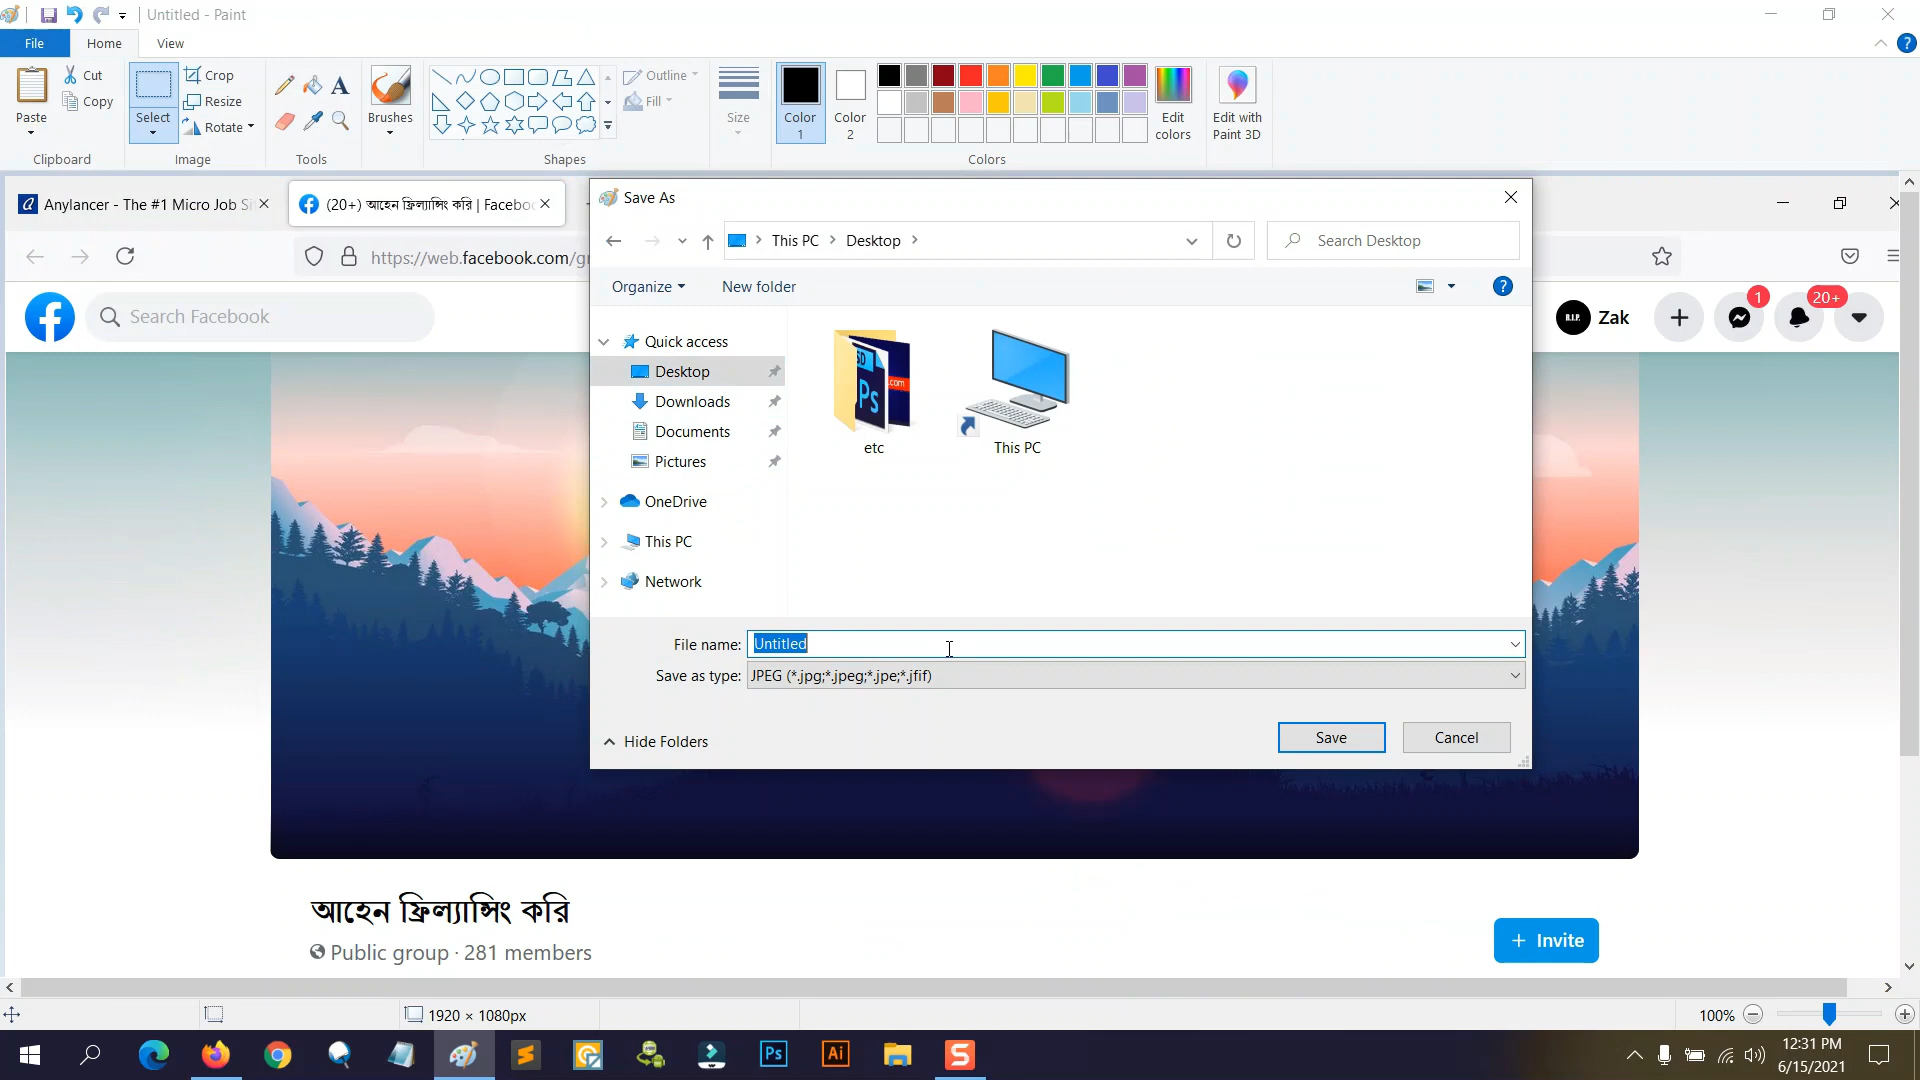 Untitled - Paint
File Home View
Paste
Cut
Copy
Clipboard
Select
Crop
Resize
Rotate
Image
Tools
Brushes
Shapes
Outline
Fill
Size
Color 1
Color 2
Colors
Edit colors
Edit with Paint 3D
Anylancer - The #1 Micro Job Si
(20+) আহেন ফ্রিল্যান্সিং করি | Facebo
https://web.facebook.com/g
Search Facebook
R.I.P.
Zak
1
20+
Save As
This PC
Desktop
Search Desktop
Organize
New folder
Quick access
Desktop
Downloads
Documents
Pictures
OneDrive
This PC
Network
etc
This PC
File name: Untitled
Save as type: JPEG (*.jpg;*.jpeg;*.jpe;*.jfif)
Hide Folders
Save
Cancel
আহেন ফ্রিল্যান্সিং করি
Public group · 281 members
+ Invite
1920 × 1080px
100%
Ps
Ai
S
12:31 PM
6/15/2021